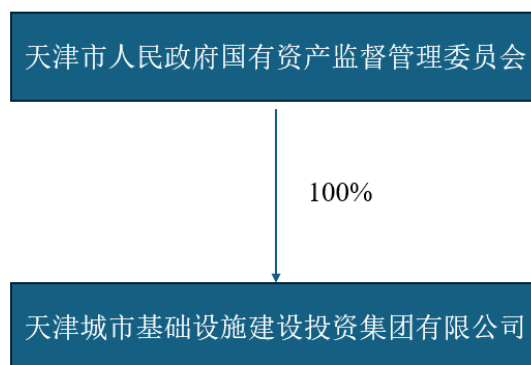 天津市人民政府国有资产监督管理委员会
100%
天津城市基础设施建设投资集团有限公司